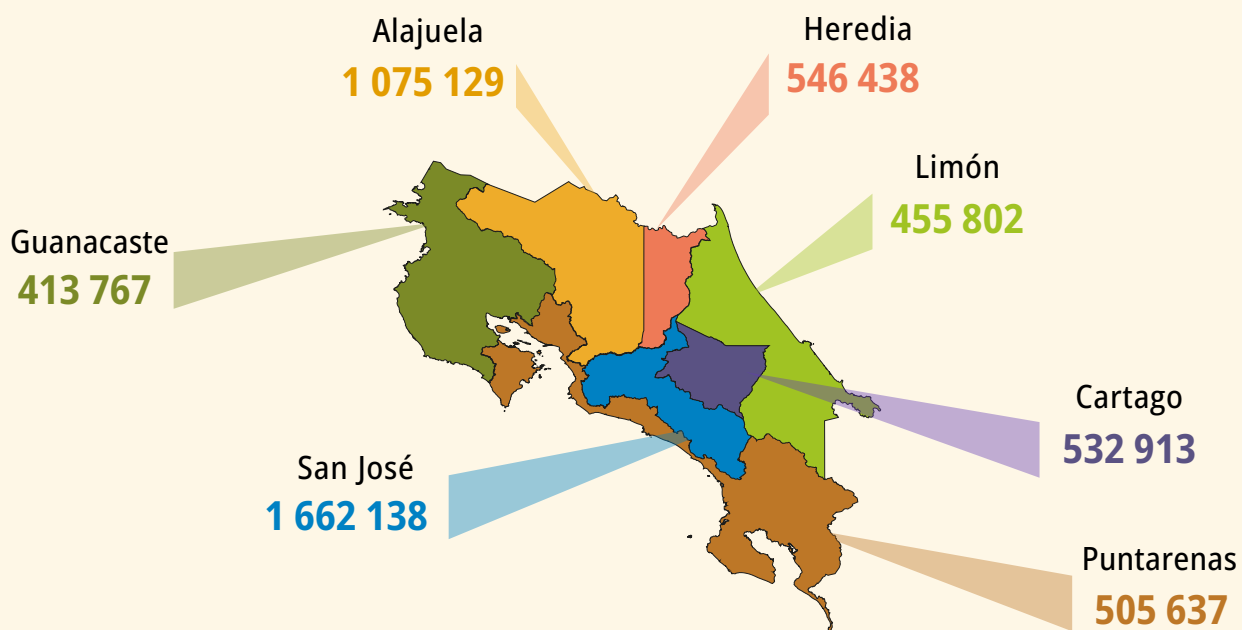 Alajuela
1 075 129
Heredia
546 438
Limón
455 802
Guanacaste
413 767
Cartago
532 913
San José
1 662 138
Puntarenas
505 637